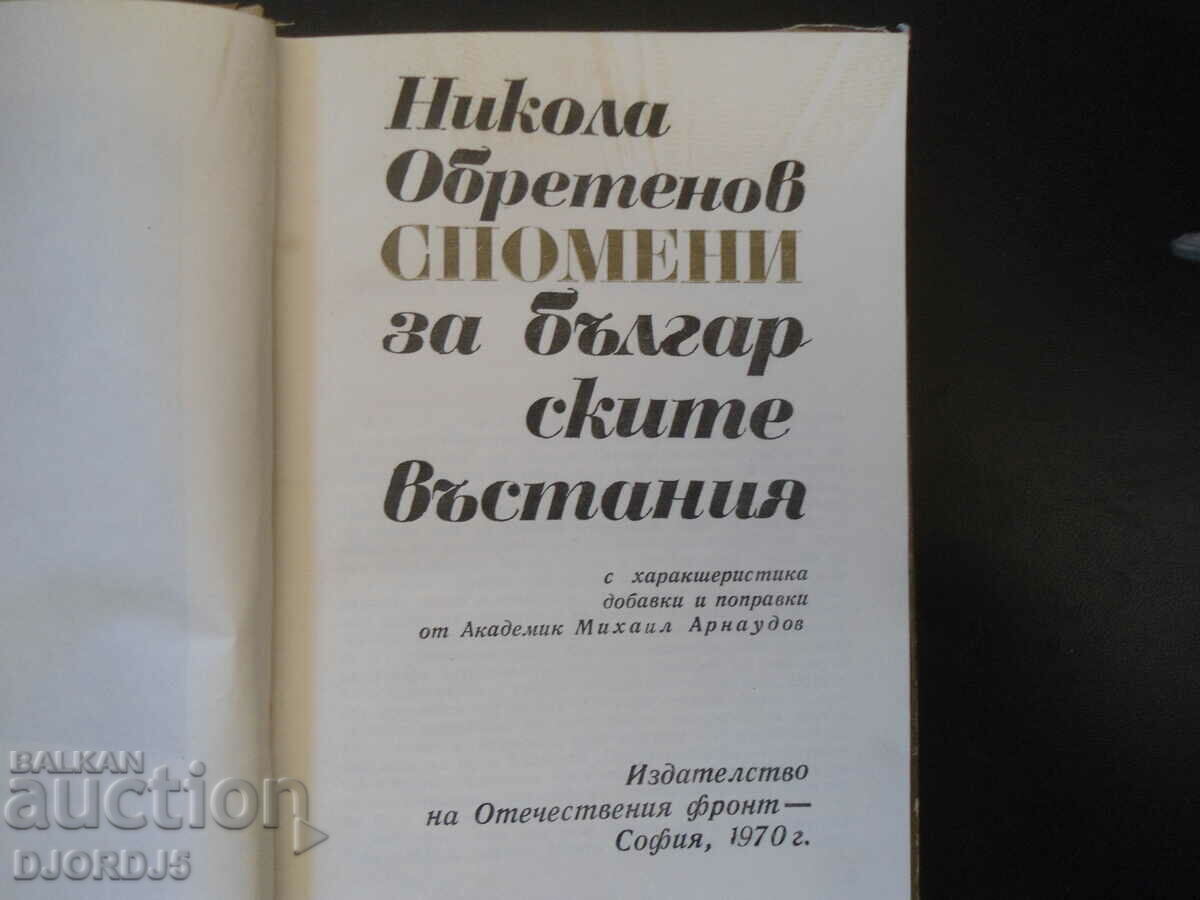 Никола
Обретенов
СПОМЕНИ
за българ
ските
въстания
с характеристика
добавки и поправки
от Академик Михаил Арнаудов
Издателство
на Отечествения фронт—
София, 1970 г.
BALKAN
auction
DJORDJ5